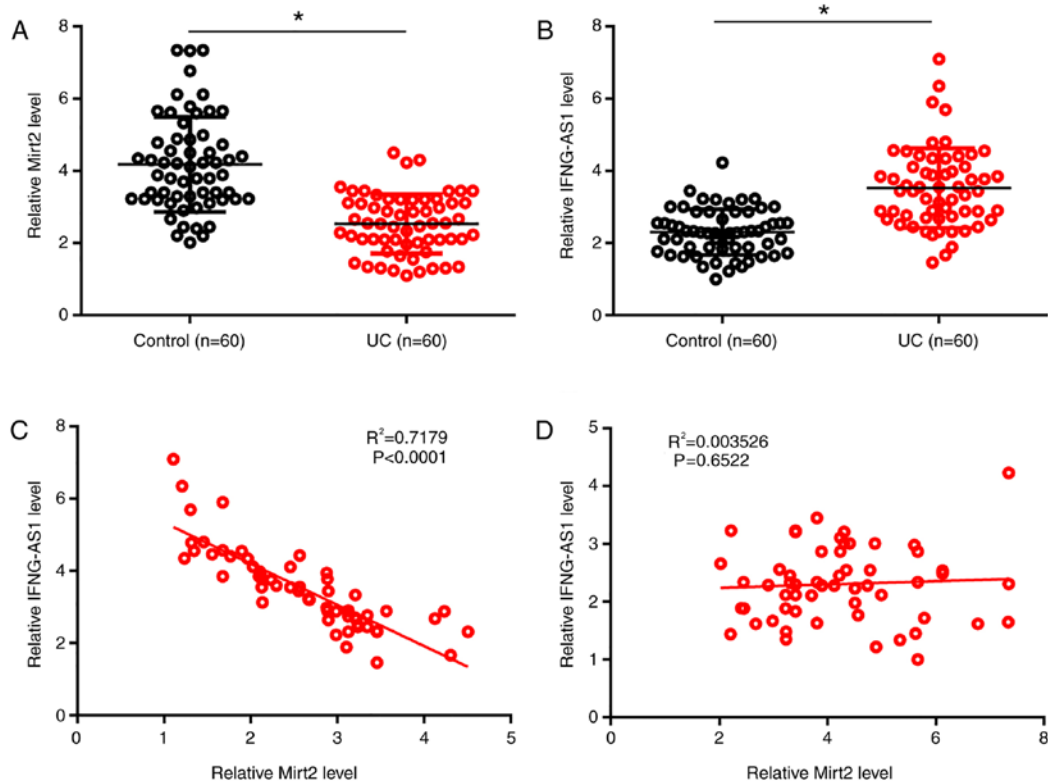 A
*
Relative Mirt2 level
8
6
4
2
0
Control (n=60)
UC (n=60)
B
*
Relative IFNG-AS1 level
8
6
4
2
0
Control (n=60)
UC (n=60)
C
R²=0.7179
P<0.0001
Relative IFNG-AS1 level
8
6
4
2
0
0 1 2 3 4 5
Relative Mirt2 level
D
R²=0.003526
P=0.6522
Relative IFNG-AS1 level
5
4
3
2
1
0
0 2 4 6 8
Relative Mirt2 level